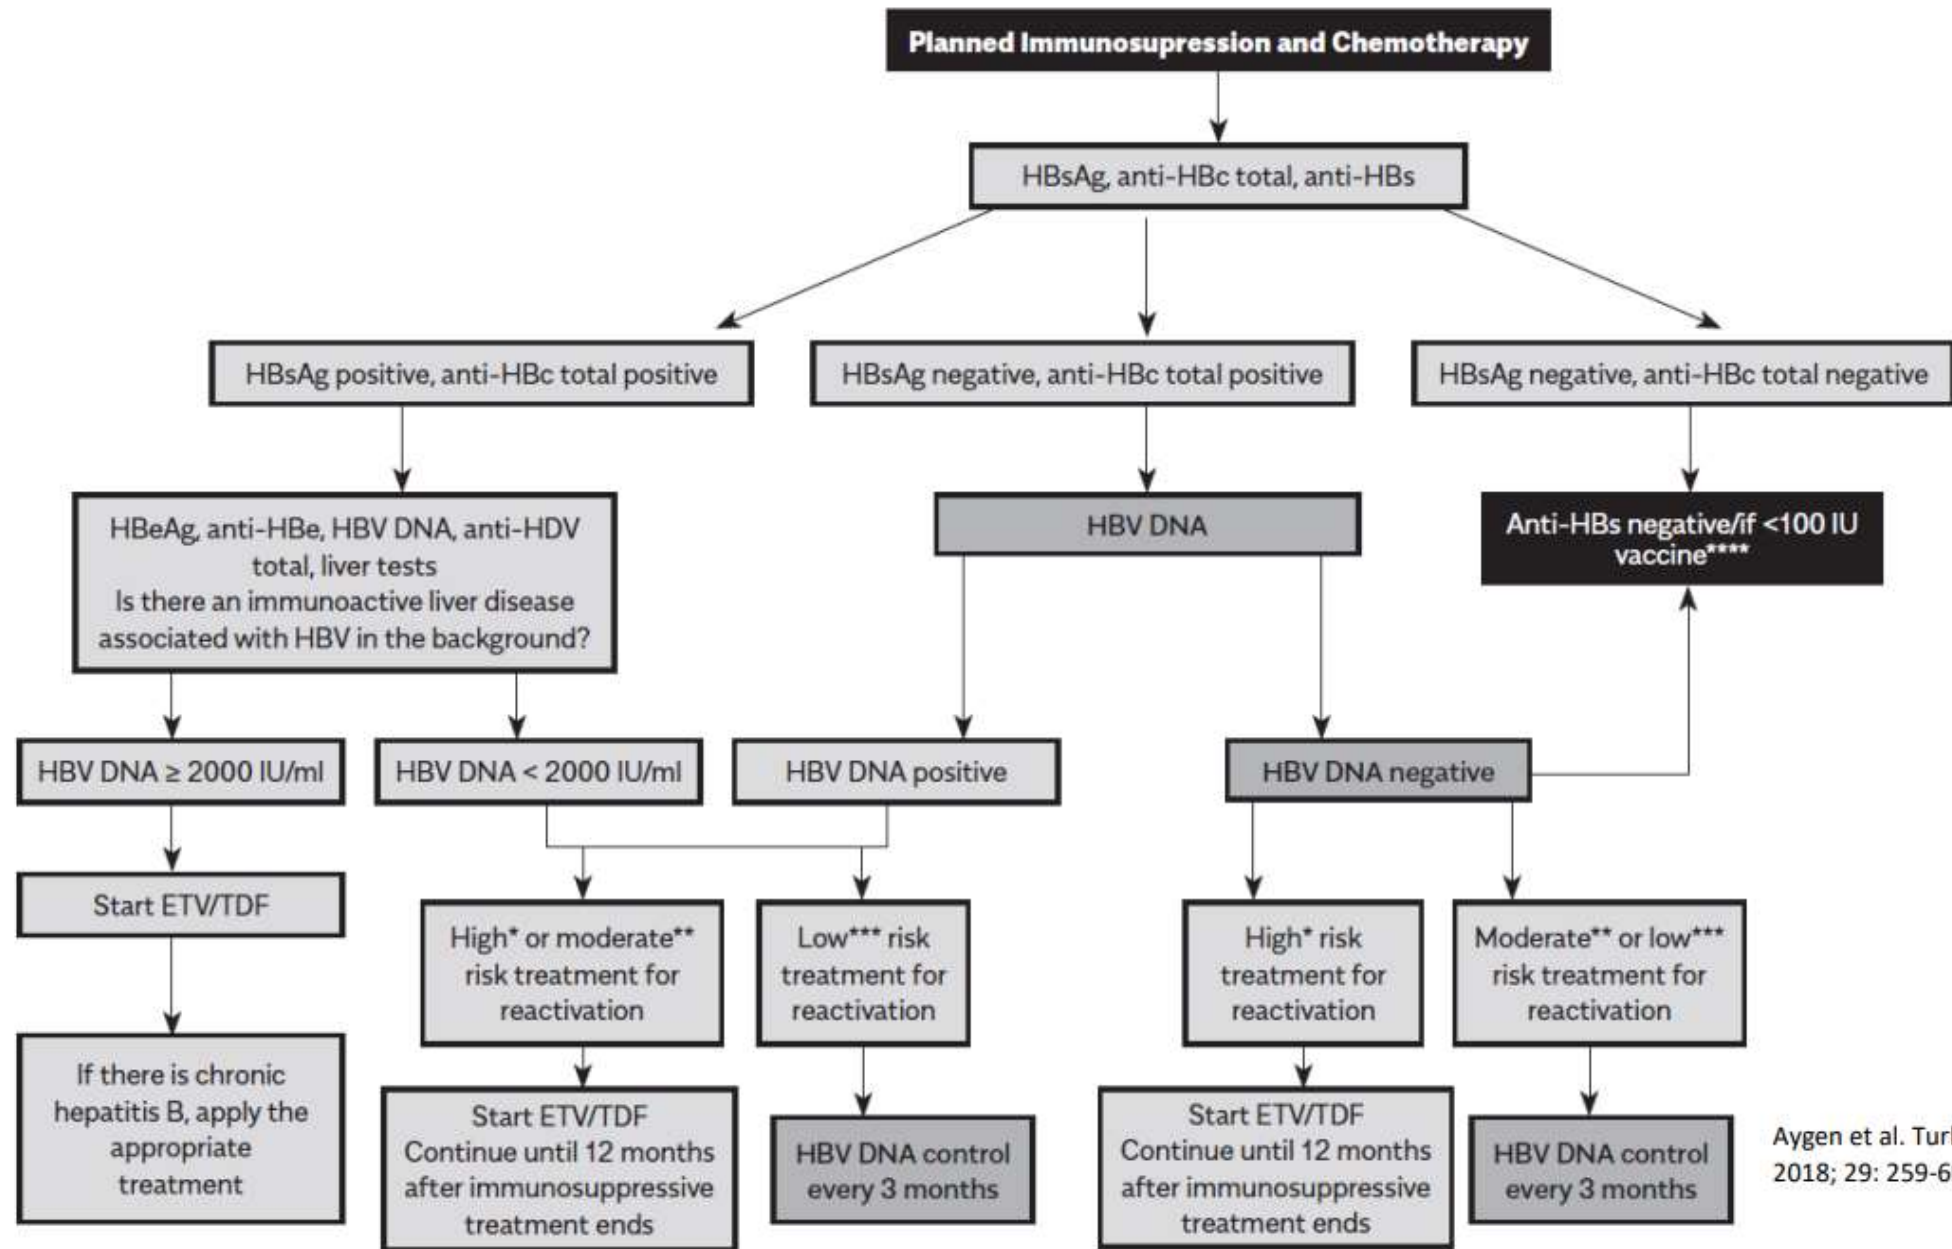 Planned Immunosupression and Chemotherapy
HBsAg, anti-HBc total, anti-HBs
HBsAg positive, anti-HBc total positive
HBsAg negative, anti-HBc total positive
HBsAg negative, anti-HBc total negative
HBeAg, anti-HBe, HBV DNA, anti-HDV
total, liver tests
Is there an immunoactive liver disease
associated with HBV in the background?
HBV DNA
Anti-HBs negative/if <100 IU
vaccine****
HBV DNA ≥ 2000 IU/ml
HBV DNA < 2000 IU/ml
HBV DNA positive
HBV DNA negative
Start ETV/TDF
High* or moderate**
risk treatment for
reactivation
Low*** risk
treatment for
reactivation
High* risk
treatment for
reactivation
Moderate** or low***
risk treatment for
reactivation
If there is chronic
hepatitis B, apply the
appropriate
treatment
Start ETV/TDF
Continue until 12 months
after immunosuppressive
treatment ends
HBV DNA control
every 3 months
Start ETV/TDF
Continue until 12 months
after immunosuppressive
treatment ends
HBV DNA control
every 3 months
Aygen et al.
2018; 29: 259-6